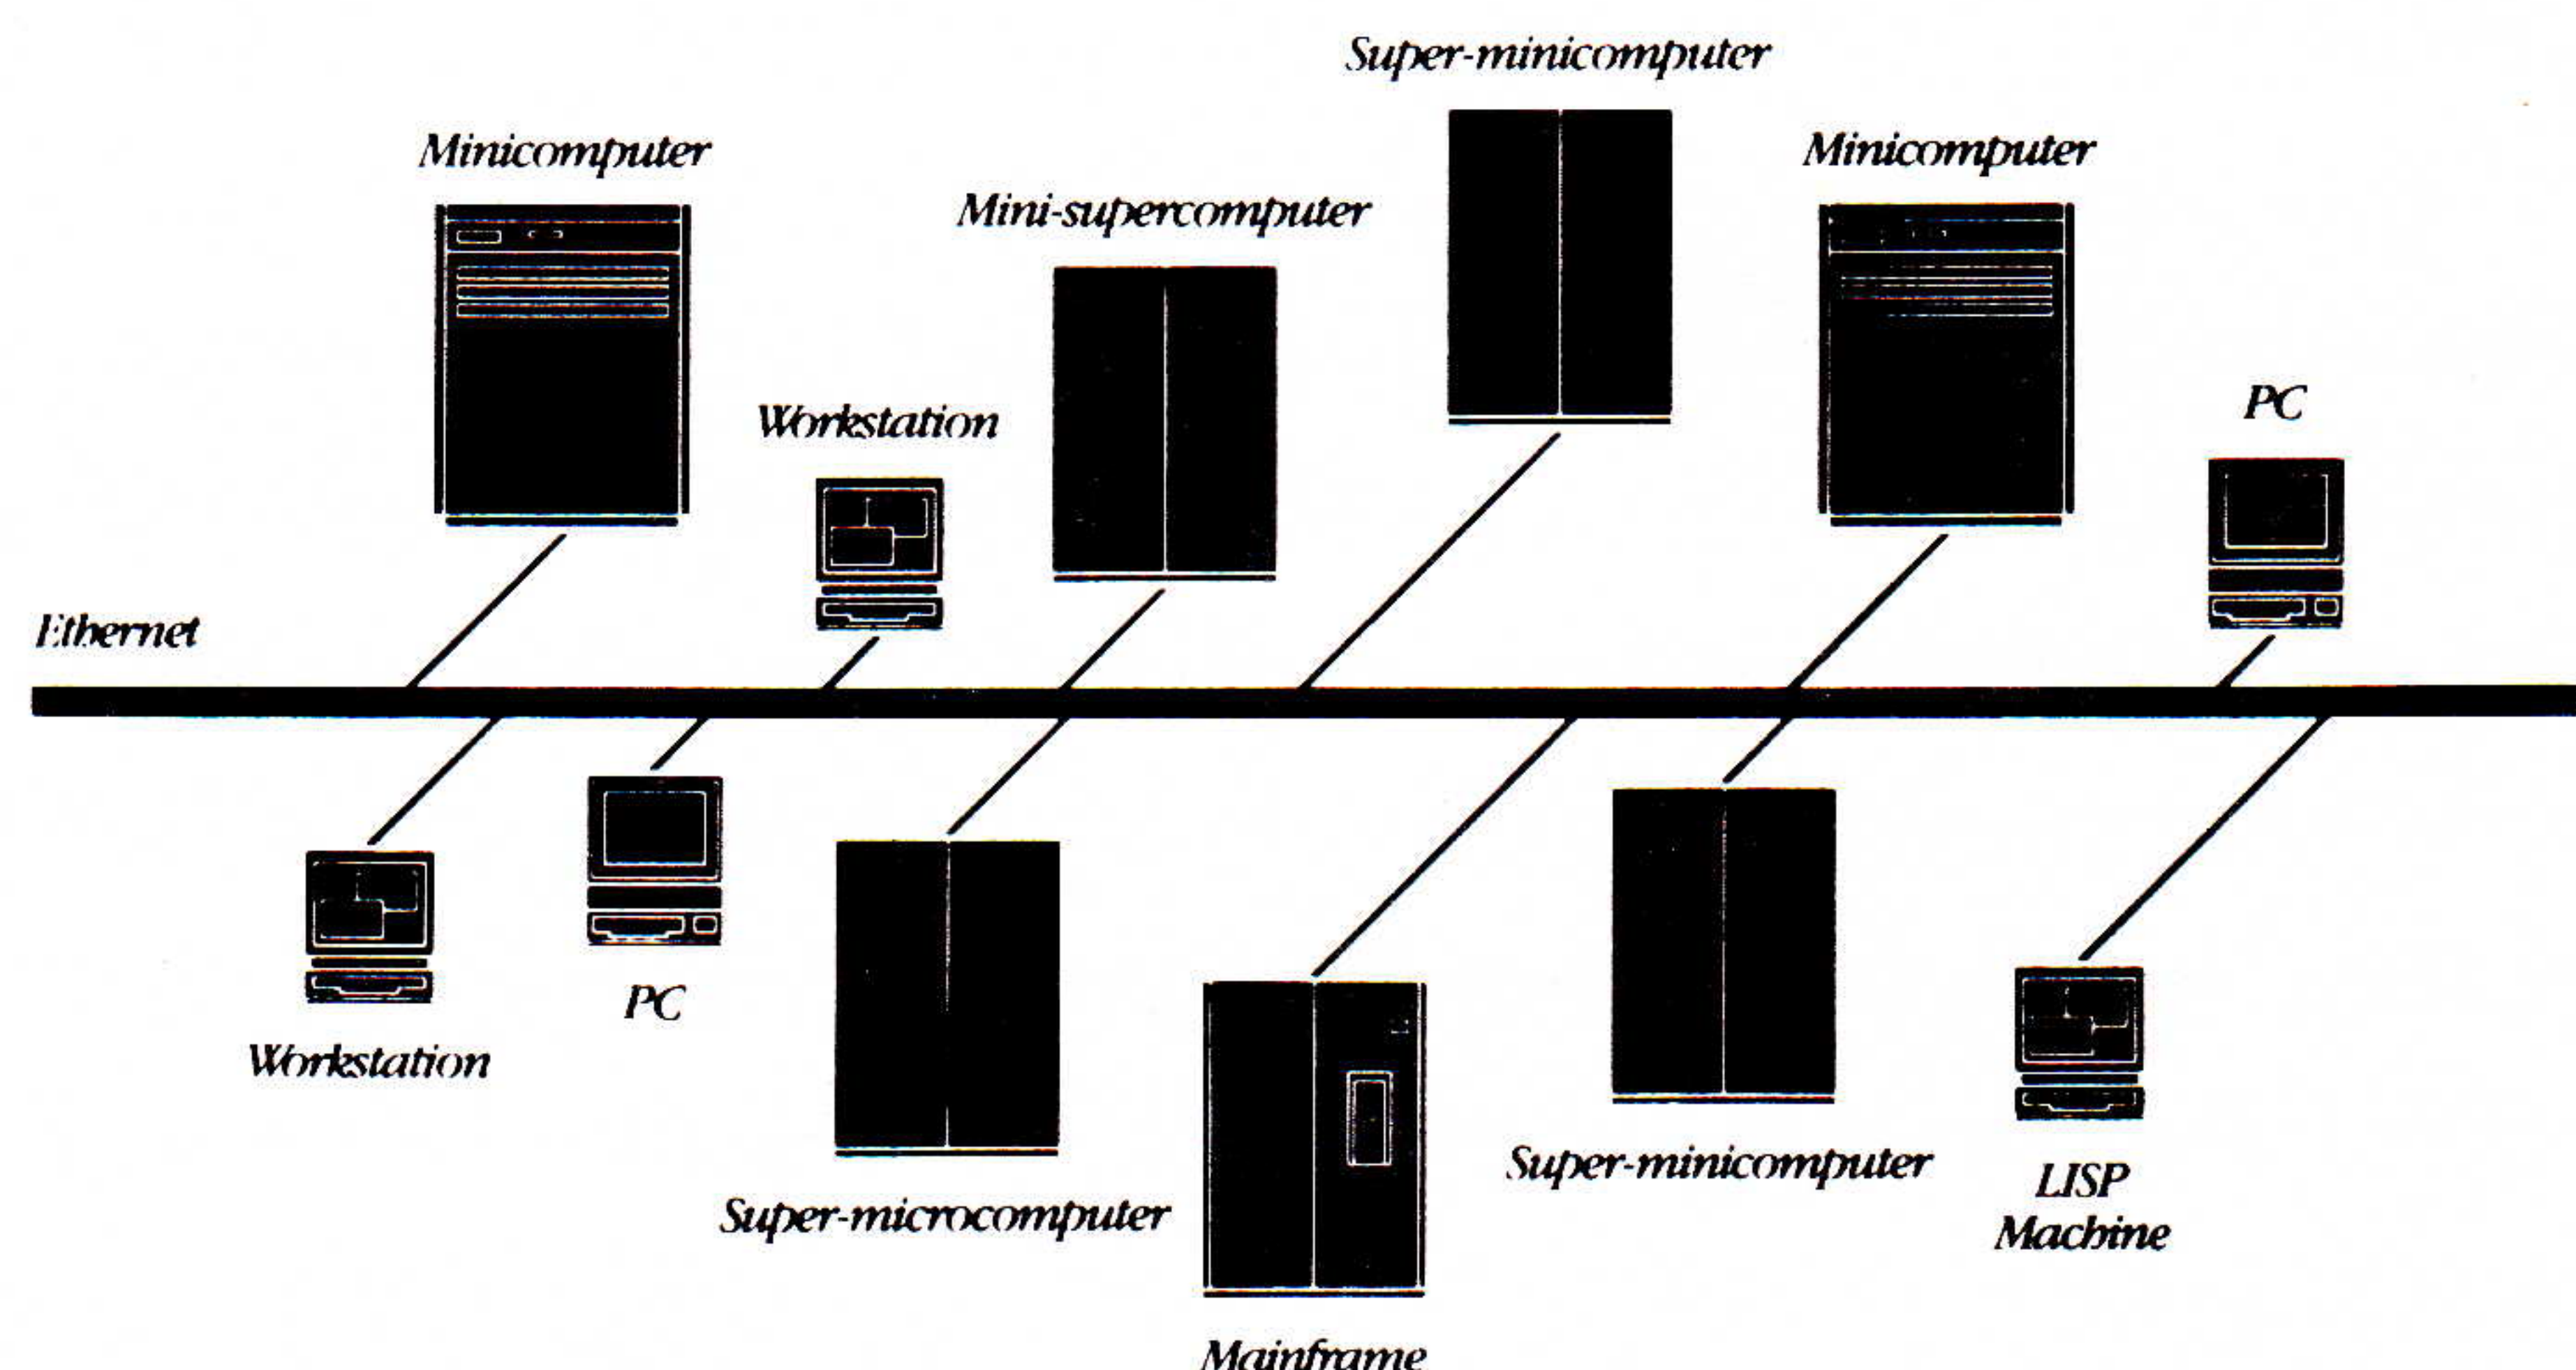 Super-minicomputer
Minicomputer
Minicomputer
Mini-supercomputer
PC
Workstation
Ethernet
PC
Workstation
Super-minicomputer
LISP
Machine
Super-microcomputer
Mainframe